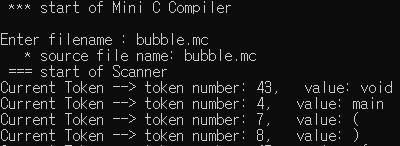 *** start of Mini C Compiler
Enter filename : bubble.mc
* source file name: bubble.mc
=== start of Scanner
Current Token --> token number: 43, value: void
Current Token --> token number: 4, value: main
Current Token --> token number: 7, value: (
Current Token --> token number: 8, value: )